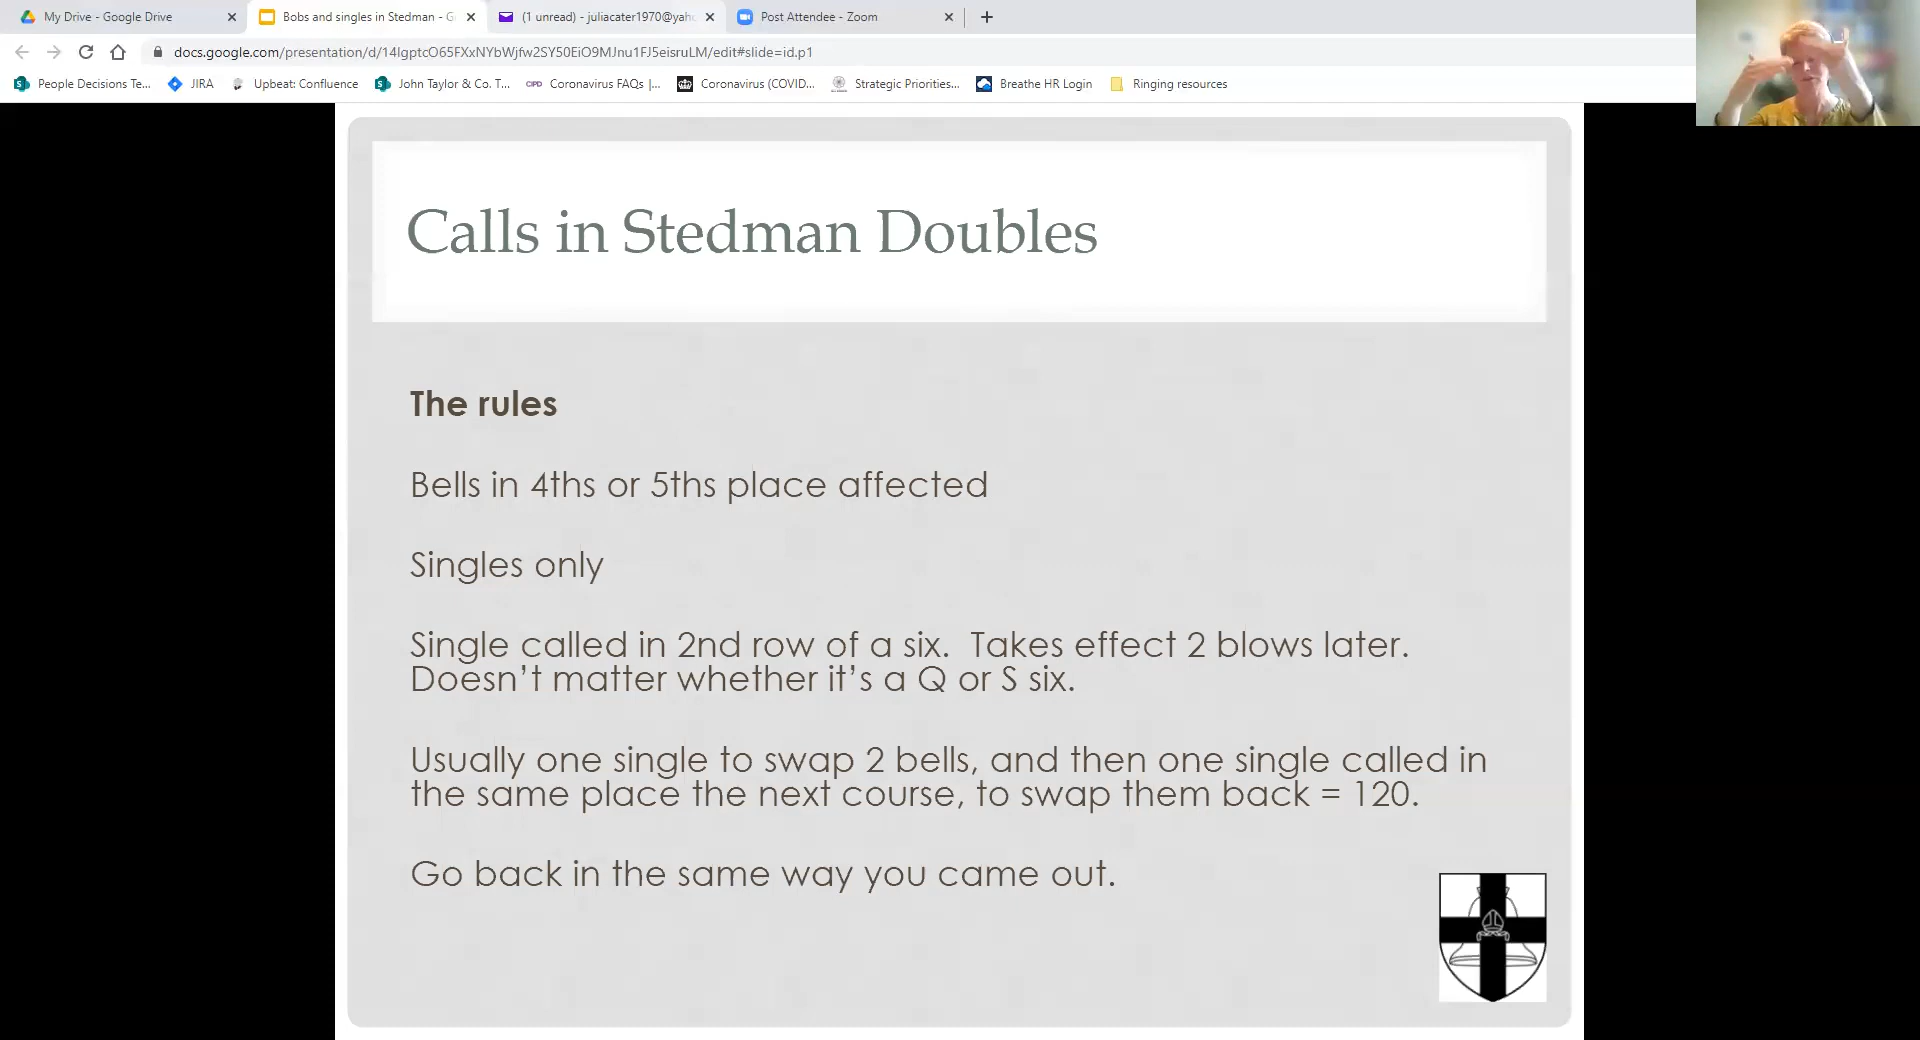 My Drive - Google Drive
Bobs and singles in Stedman - G
(1 unread) - juliacater1970@yaho
Post Attendee - Zoom
docs.google.com/presentation/d/14lgptcO65FXxNYbWjfw2SY50EiO9MJnu1FJ5eisruLM/edit#slide=id.p1
People Decisions Te...
JIRA
Upbeat: Confluence
John Taylor & Co. T...
CIPD
Coronavirus FAQs |...
Coronavirus (COVID...
Strategic Priorities...
Breathe HR Login
Ringing resources
Calls in Stedman Doubles
The rules
Bells in 4ths or 5ths place affected
Singles only
Single called in 2nd row of a six. Takes effect 2 blows later.
Doesn't matter whether it's a Q or S six.
Usually one single to swap 2 bells, and then one single called in
the same place the next course, to swap them back = 120.
Go back in the same way you came out.